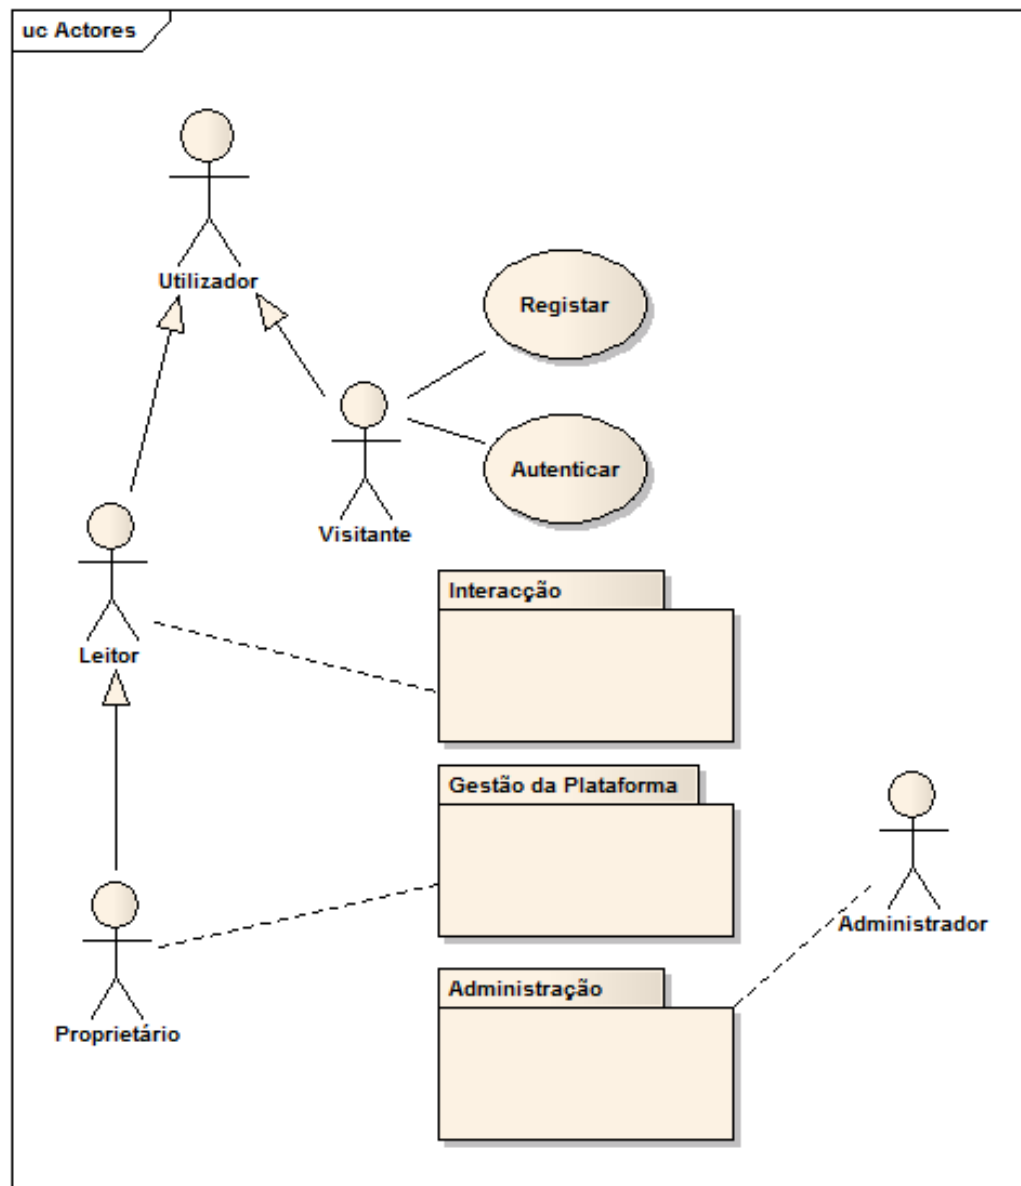 uc Actores
Utilizador
Registar
Autenticar
Visitante
Interacção
Leitor
Gestão da Plataforma
Administrador
Administração
Proprietário